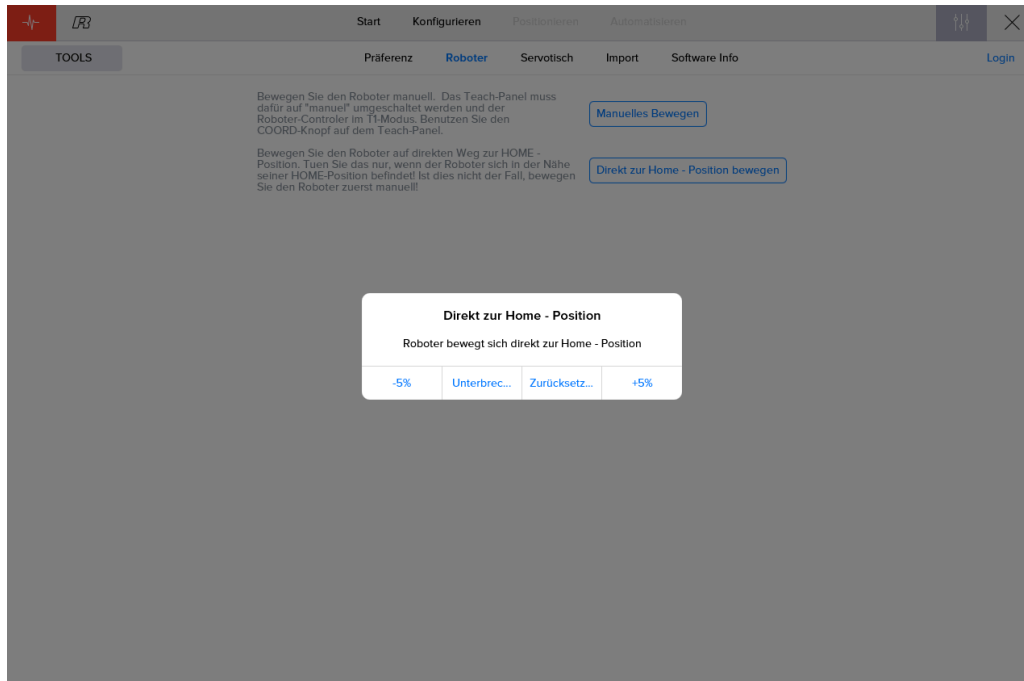 R Start Konfigurieren Positionieren Automatisieren
TOOLS Präferenz Roboter Servotisch Import Software Info Login
Bewegen Sie den Roboter manuell. Das Teach-Panel muss
dafür auf "manuel" umgeschaltet werden und der
Roboter-Controler im T1-Modus. Benutzen Sie den
COORD-Knopf auf dem Teach-Panel.
Manuelles Bewegen
Bewegen Sie den Roboter auf direkten Weg zur HOME -
Position. Tuen Sie das nur, wenn der Roboter sich in der Nähe
seiner HOME-Position befindet! Ist dies nicht der Fall, bewegen
Sie den Roboter zuerst manuell!
Direkt zur Home - Position bewegen
Direkt zur Home - Position
Roboter bewegt sich direkt zur Home - Position
-5% Unterbrec... Zurücksetz... +5%